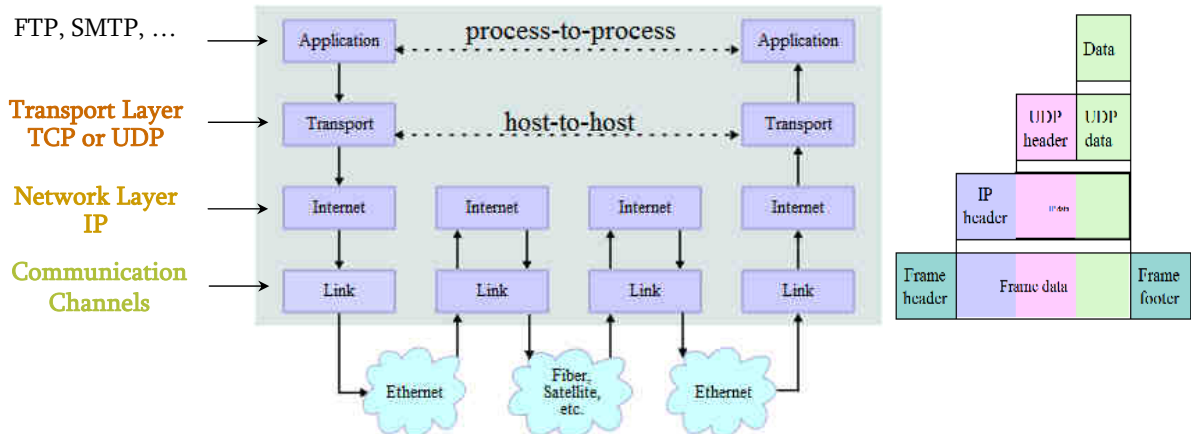 FTP, SMTP, …
Transport Layer
TCP or UDP
Network Layer
IP
Communication
Channels
Application
process-to-process
Application
Transport
host-to-host
Transport
Internet
Internet
Internet
Internet
Link
Link
Link
Link
Ethernet
Fiber,
Satellite,
etc.
Ethernet
Data
UDP
header
UDP
data
IP
header
IP data
Frame
header
Frame data
Frame
footer